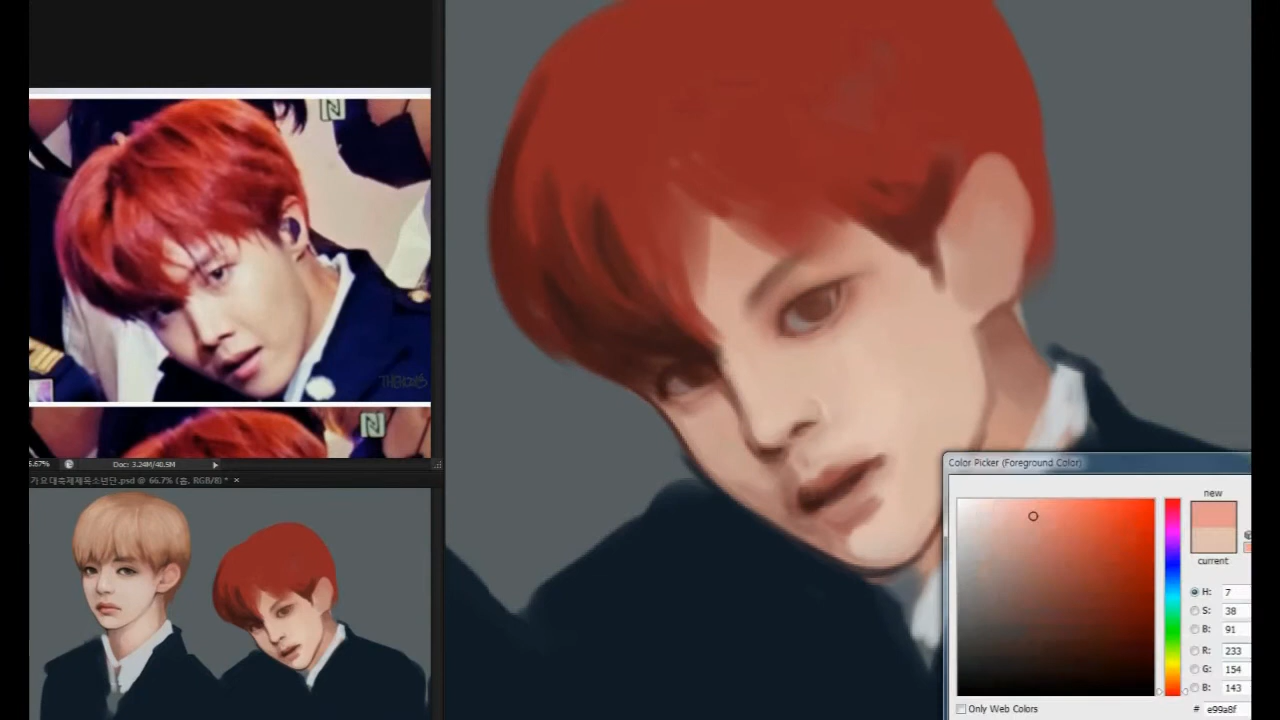 N
N
Doc: 3.24M/40.5M
가요대축제제목소년단.psd @ 66.7% (홉, RGB/8) * ×
Color Picker (Foreground Color)
new
current
H: 7
S: 38
B: 91
R: 233
G: 154
B: 143
Only Web Colors
# e99a8f